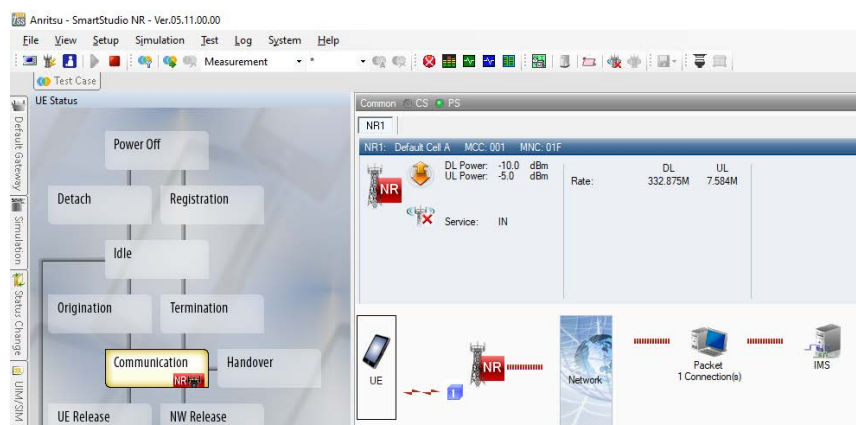 Anritsu - SmartStudio NR - Ver.05.11.00.00
File View Setup Simulation Test Log System Help
Measurement
Test Case
UE Status
Default Gateway
Simulation
Status Change
UIM/SIM
Power Off
Detach Registration
Idle
Origination Termination
Communication Handover
NR
UE Release NW Release
Common CS PS
NR1
NR1: Default Cell A MCC: 001 MNC: 01F
NR
DL Power: -10.0 dBm
UL Power: -5.0 dBm
Service: IN
DL UL
Rate: 332.875M 7.584M
UE
NR
Network
Packet
1 Connection(s)
IMS